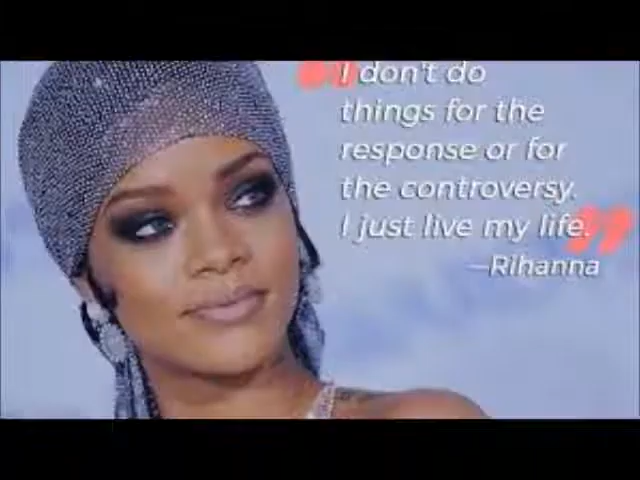 "I don't do
things for the
response or for
the controversy.
I just live my life."
—Rihanna